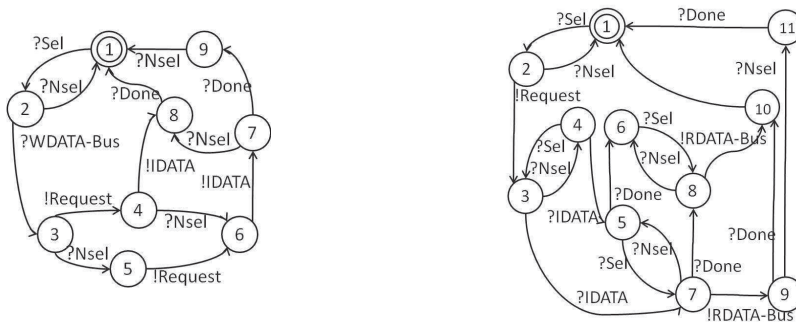 ?Sel
1
9
?Nsel
2
?Nsel
?Done
?Done
8
?WDATA-Bus
?Nsel
7
!IDATA
!IDATA
!Request
4
?Nsel
3
?Nsel
6
5
!Request
?Sel
1
?Done
11
2
?Nsel
?Nsel
!Request
10
4
6
?Sel
!RDATA-Bus
?Sel
?Nsel
?Nsel
3
8
?Done
?IDATA
5
?Nsel
?Done
?Sel
?Done
?IDATA
7
9
!RDATA-Bus